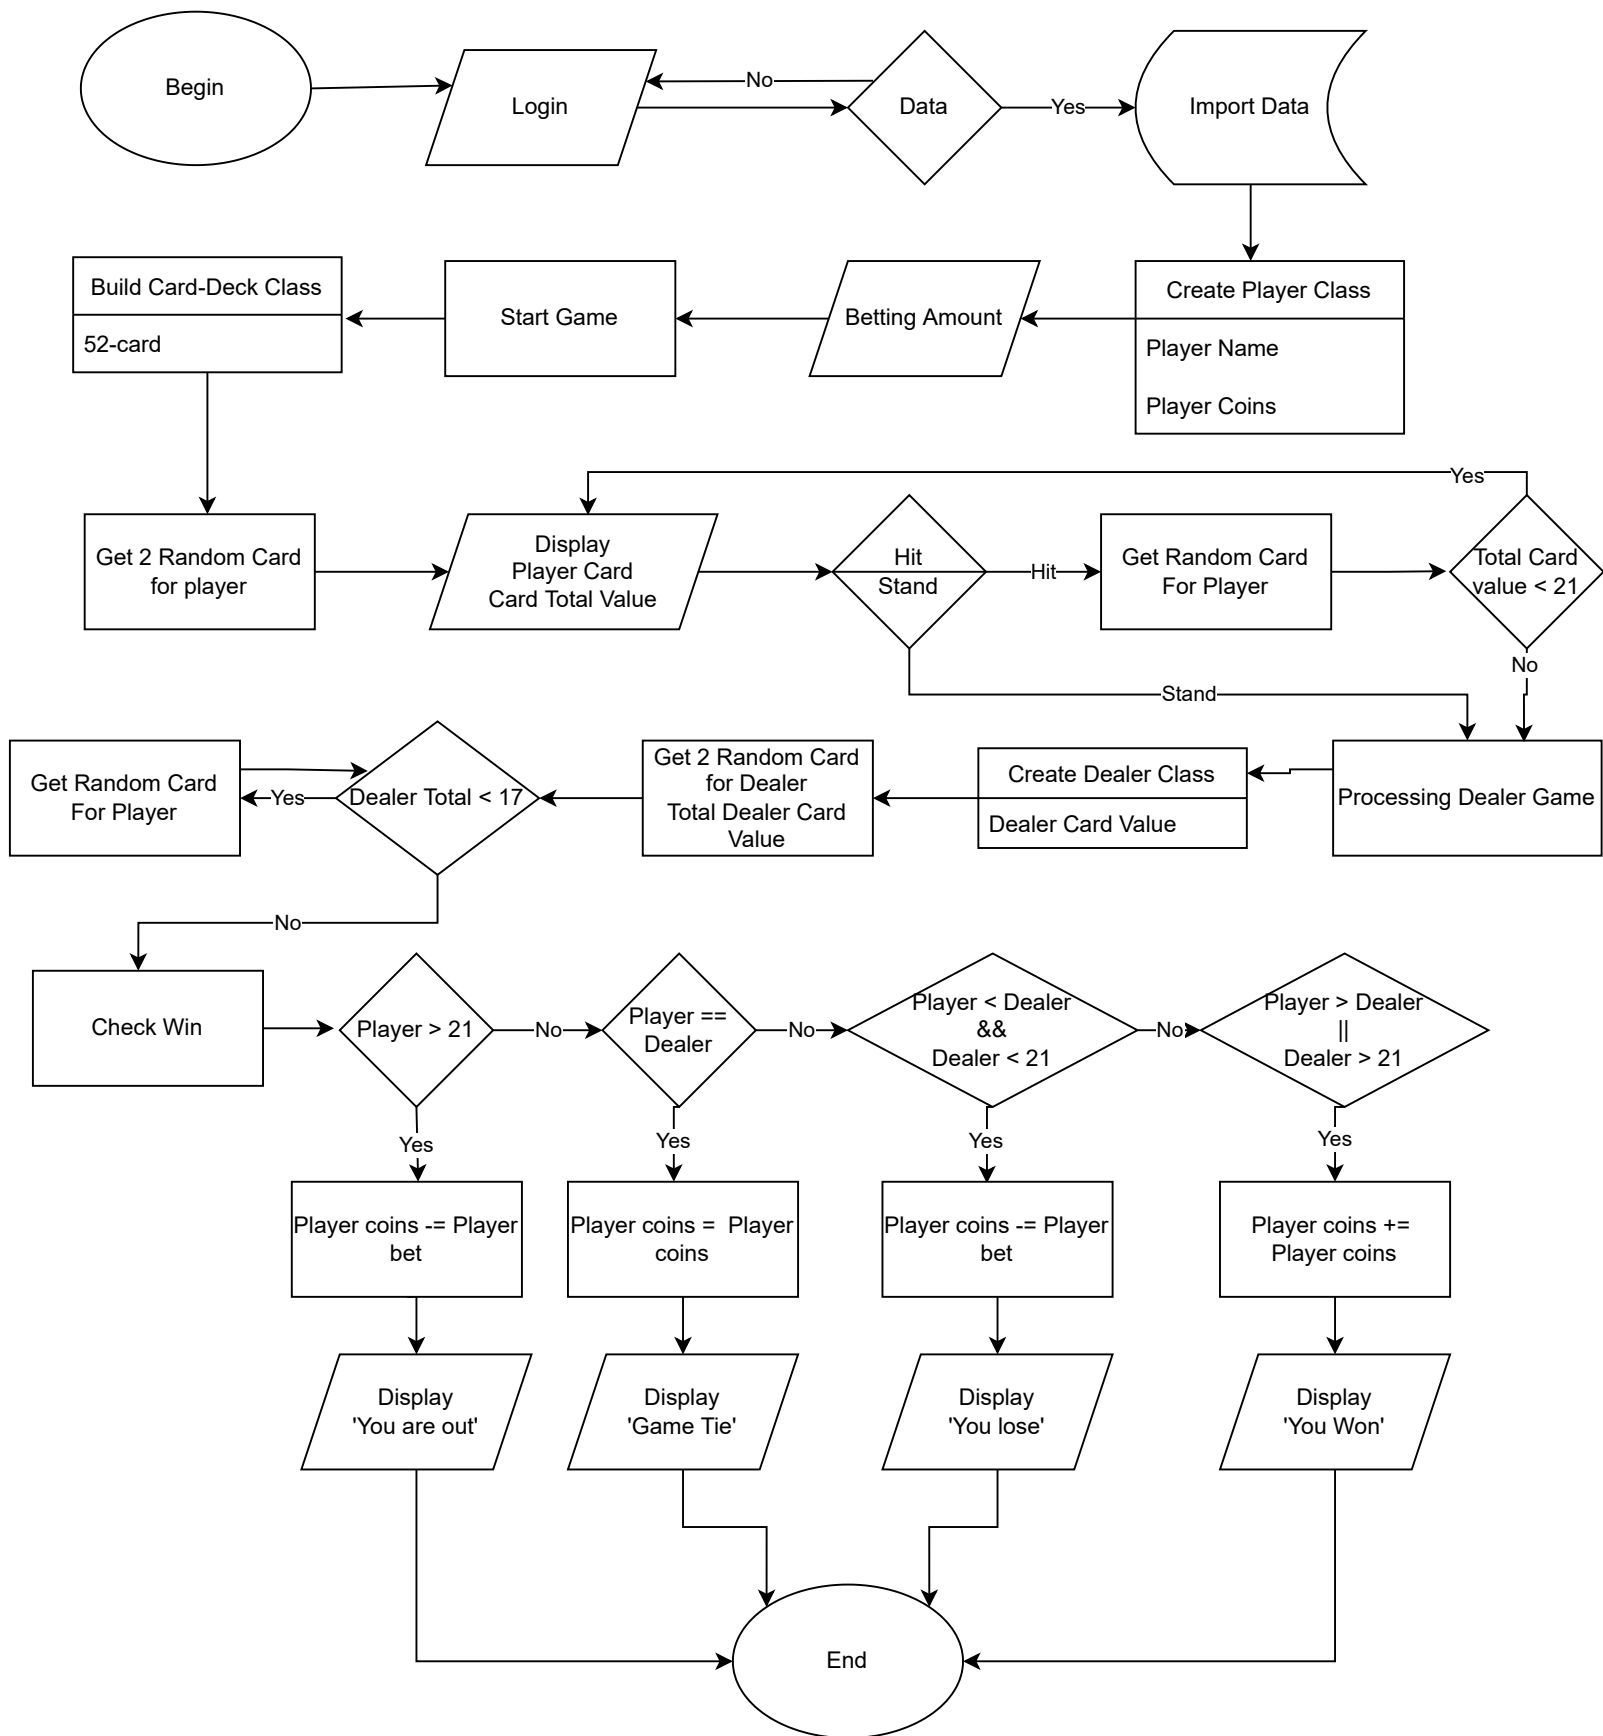 Begin
Login
No
Data
Yes
Import Data
Build Card-Deck Class
52-card
Start Game
Betting Amount
Create Player Class
Player Name
Player Coins
Yes
Get 2 Random Card
for player
Display
Player Card
Card Total Value
Hit
Stand
Hit
Get Random Card
For Player
Total Card
value < 21
No
Stand
Get Random Card
For Player
Yes
Dealer Total < 17
Get 2 Random Card
for Dealer
Total Dealer Card
Value
Create Dealer Class
Dealer Card Value
Processing Dealer Game
No
Check Win
Player > 21
No
Player ==
Dealer
No
Player < Dealer
&&
Dealer < 21
No
Player > Dealer
||
Dealer > 21
Yes
Yes
Yes
Yes
Player coins -= Player
bet
Player coins =  Player
coins
Player coins -= Player
bet
Player coins +=
Player coins
Display
'You are out'
Display
'Game Tie'
Display
'You lose'
Display
'You Won'
End